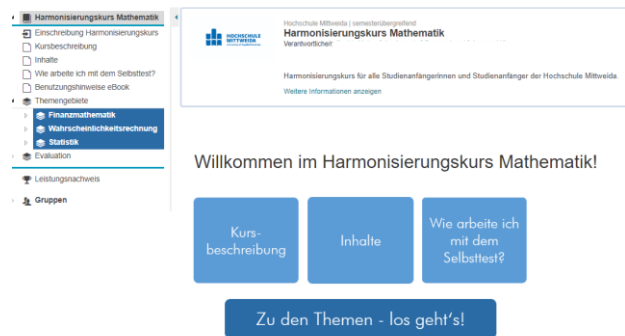 Harmonisierungskurs Mathematik
Einschreibung Harmonisierungskurs
Kursbeschreibung
Inhalte
Wie arbeite ich mit dem Selbsttest?
Benutzungshinweise eBook
Themengebiete
Finanzmathematik
Wahrscheinlichkeitsrechnung
Statistik
Evaluation
Leistungsnachweis
Gruppen
HOCHSCHULE
MITTWEIDA
Hochschule Mittweida | semesterübergreifend
Harmonisierungskurs Mathematik
Verantwortliche/r
Harmonisierungskurs für alle Studienanfängerinnen und Studienanfänger der Hochschule Mittweida.
Weitere Informationen anzeigen
Willkommen im Harmonisierungskurs Mathematik!
Kurs-
beschreibung
Inhalte
Wie arbeite ich
mit dem
Selbsttest?
Zu den Themen - los geht's!